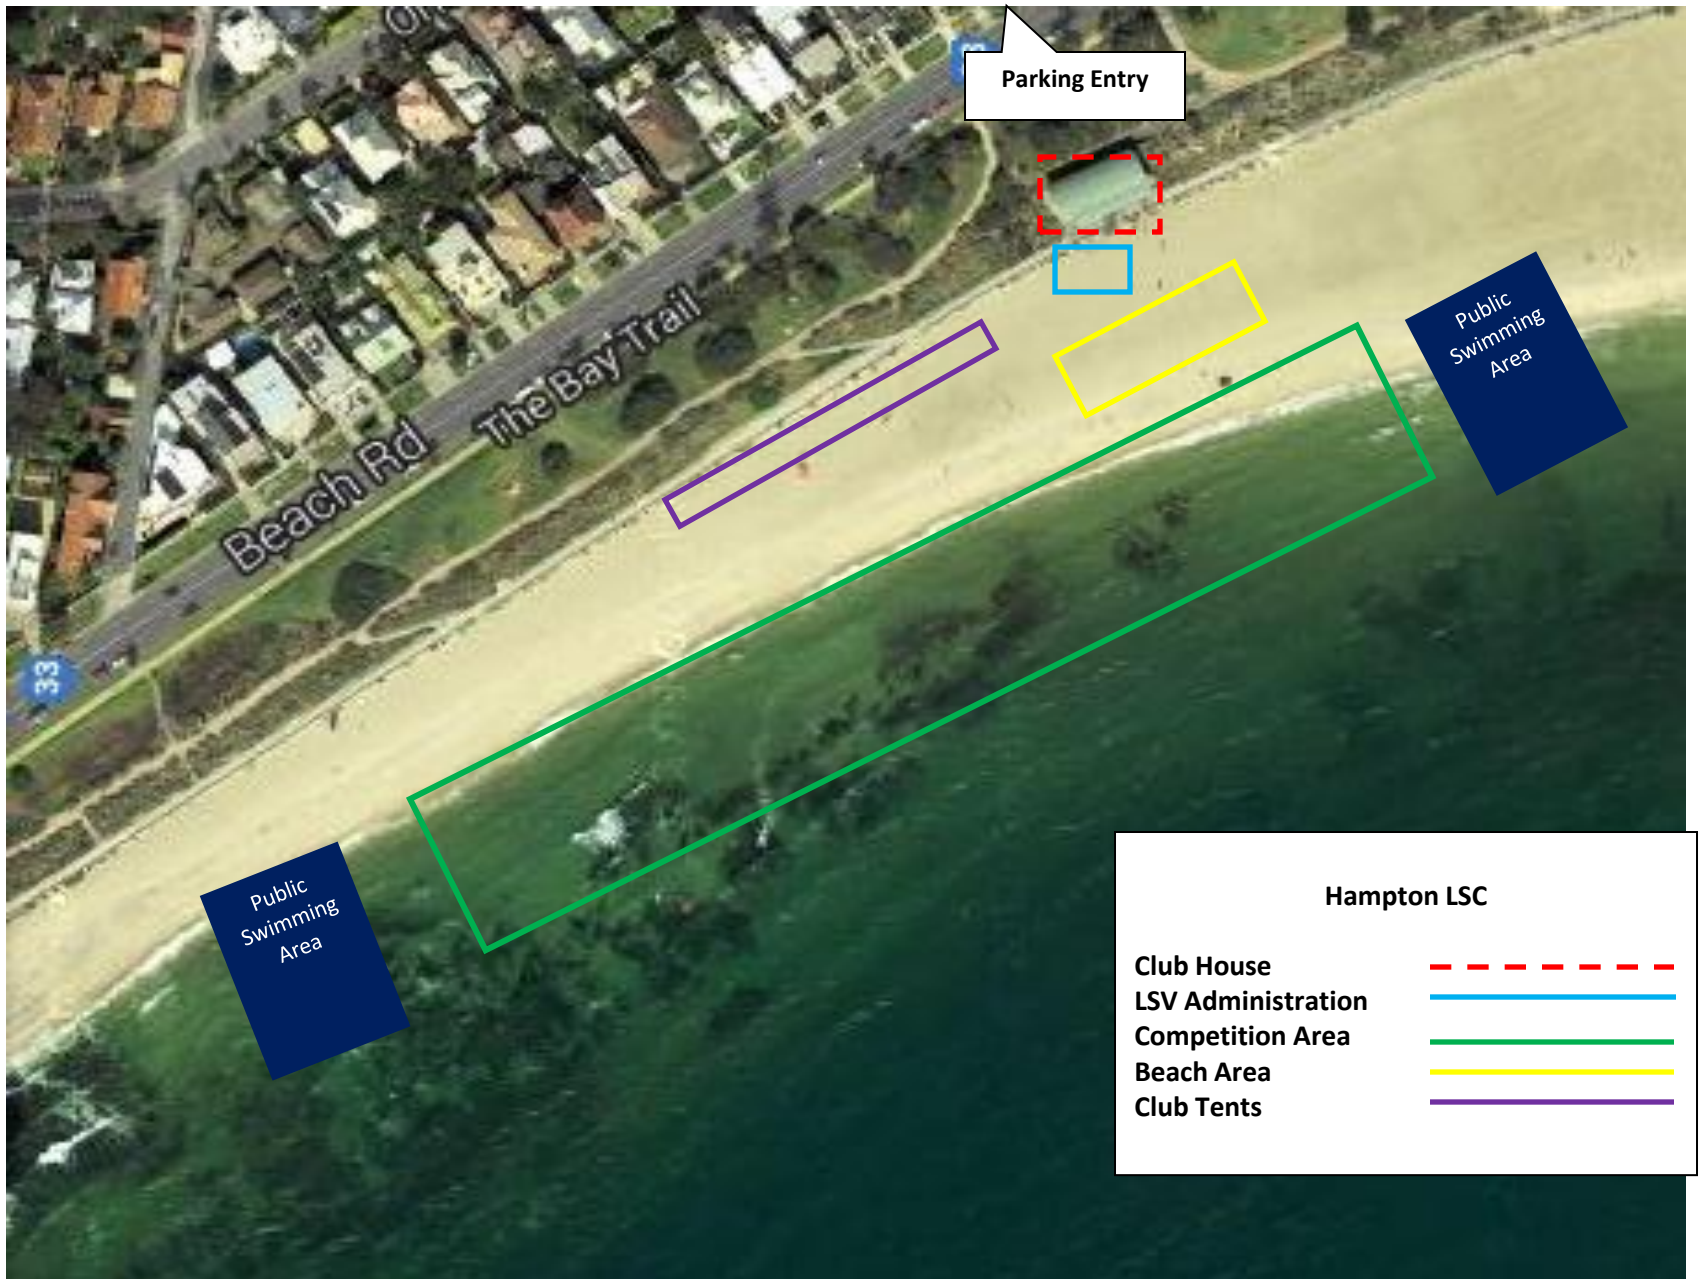 Parking Entry
The Bay Trail
Beach Rd
33
Public
Swimming
Area
Public
Swimming
Area
Hampton LSC
Club House
LSV Administration
Competition Area
Beach Area
Club Tents